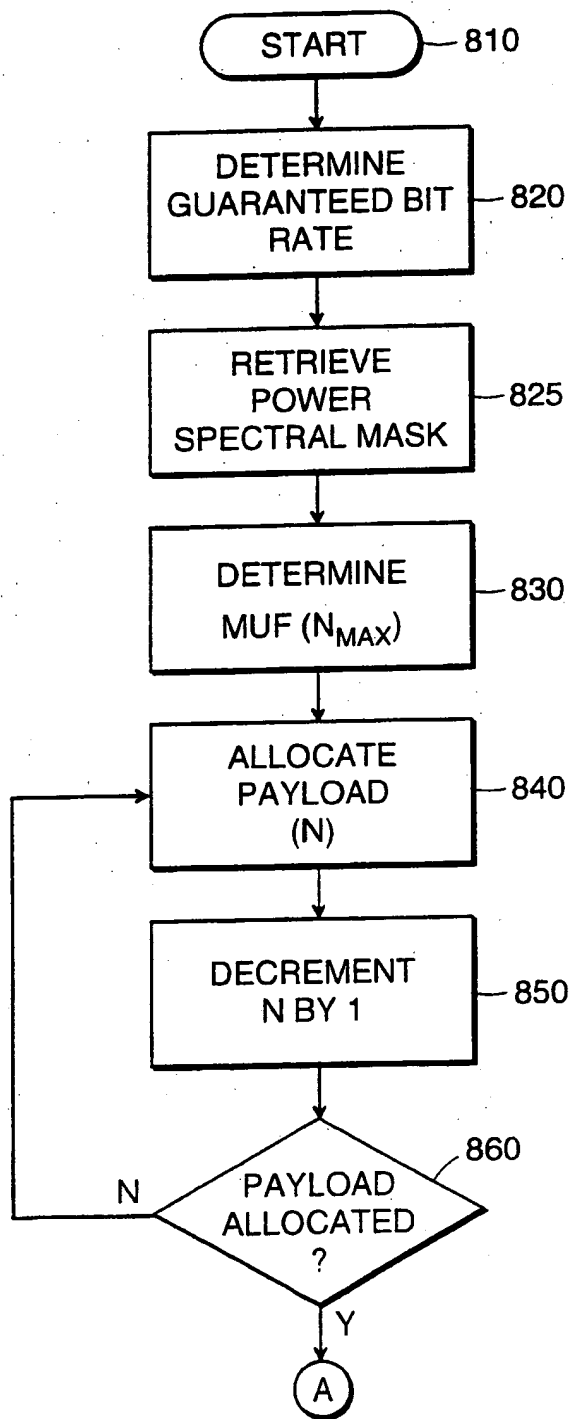 START
810
DETERMINE
GUARANTEED BIT
RATE
820
RETRIEVE
POWER
SPECTRAL MASK
825
DETERMINE
MUF (N_MAX)
830
ALLOCATE
PAYLOAD
(N)
840
DECREMENT
N BY 1
850
860
N
PAYLOAD
ALLOCATED
?
Y
A